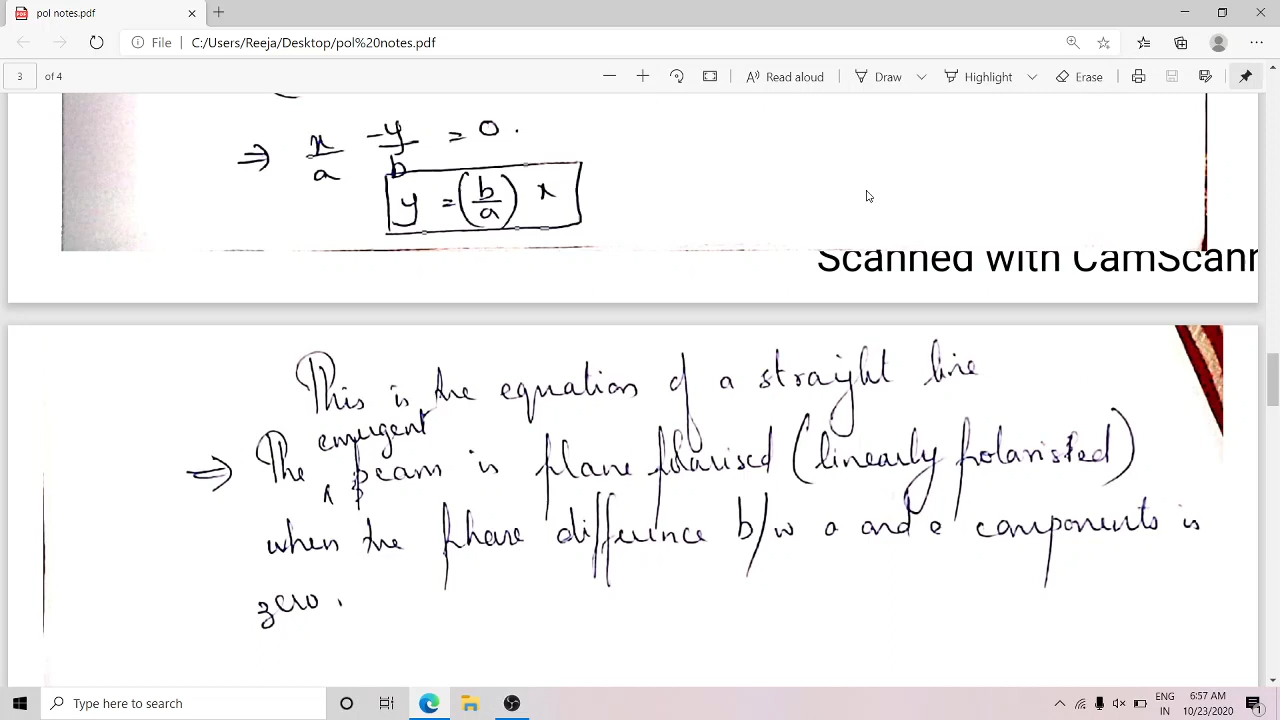 pol notes.pdf
File C:/Users/Reeja/Desktop/pol%20notes.pdf
3 of 4 Read aloud Draw Highlight Erase
⇒ x/a -y/b = 0.
y = (b/a) x
Scanned with CamScann
This is the equation of a straight line
emergent
⇒ The ∧ beam is plane polarised (linearly polarised)
when the phase difference b/w o and e components is
zero.
Type here to search
ENG 6:57 AM
IN 10/23/2020
1